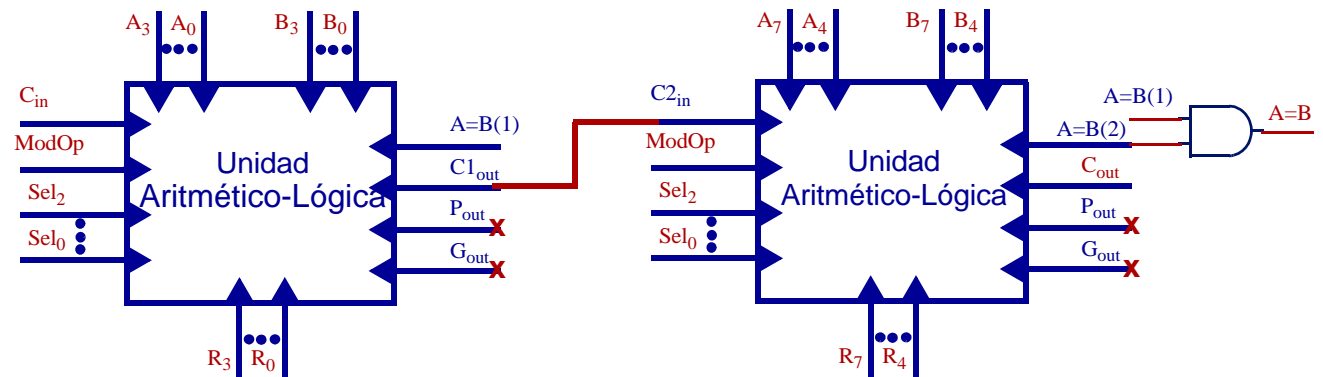 A3 A0 B3 B0
Cin
ModOp
Sel2
Sel0
Unidad
Aritmético-Lógica
A=B(1)
C1out
Pout
X
Gout
X
R3 R0
A7 A4 B7 B4
C2in
ModOp
Sel2
Sel0
Unidad
Aritmético-Lógica
A=B(1)
A=B(2)
A=B
Cout
Pout
X
Gout
X
R7 R4